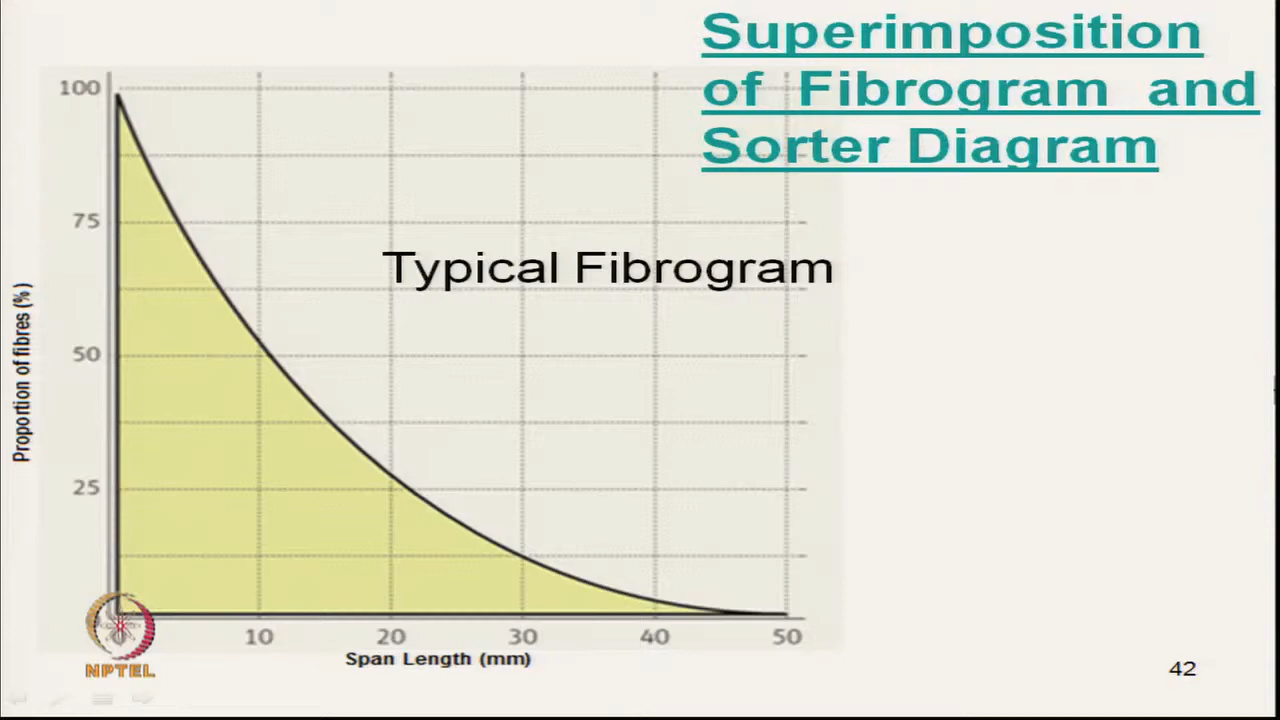 Superimposition
of Fibrogram and
Sorter Diagram
Typical Fibrogram
100
75
50
25
Proportion of fibres (%)
0
10 20 30 40 50
Span Length (mm)
NPTEL
42